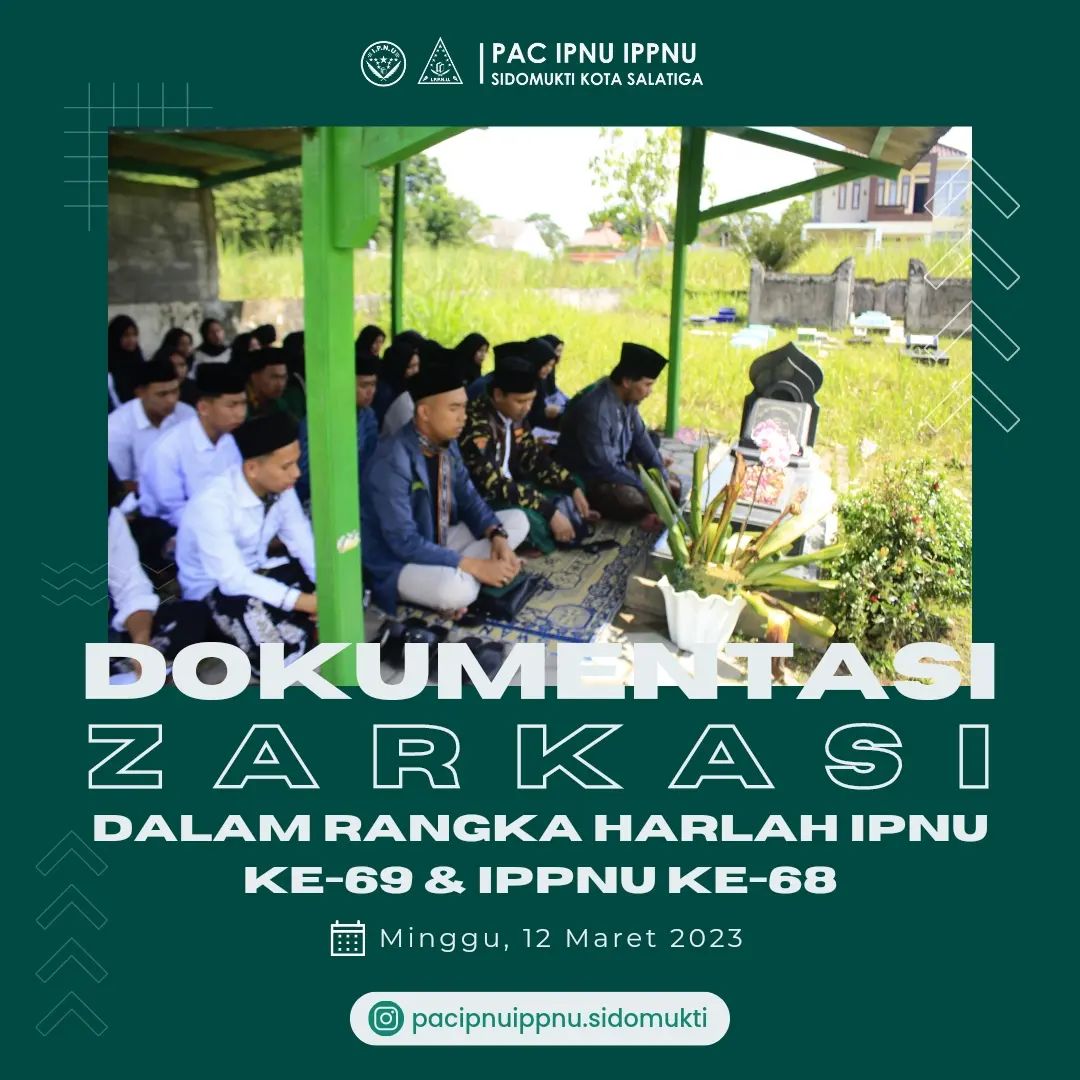 I.P.N.U
I.P.P.N.U.
PAC IPNU IPPNU
SIDOMUKTI KOTA SALATIGA
DOKUMENTASI
ZARKASI
DALAM RANGKA HARLAH IPNU
KE-69 & IPPNU KE-68
Minggu, 12 Maret 2023
pacipnuippnu.sidomukti